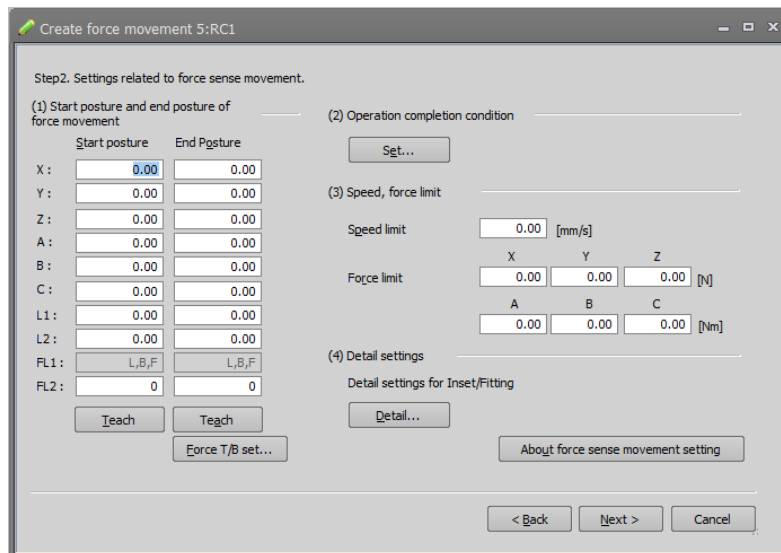 Create force movement 5:RC1
Step2. Settings related to force sense movement.
(1) Start posture and end posture of
force movement
Start posture End Posture
X : 0.00 0.00
Y : 0.00 0.00
Z : 0.00 0.00
A : 0.00 0.00
B : 0.00 0.00
C : 0.00 0.00
L1 : 0.00 0.00
L2 : 0.00 0.00
FL1 : L,B,F L,B,F
FL2 : 0 0
Teach Teach
Force T/B set...
(2) Operation completion condition
Set...
(3) Speed, force limit
Speed limit 0.00 [mm/s]
X Y Z
Force limit 0.00 0.00 0.00 [N]
A B C
0.00 0.00 0.00 [Nm]
(4) Detail settings
Detail settings for Inset/Fitting
Detail...
About force sense movement setting
< Back Next > Cancel